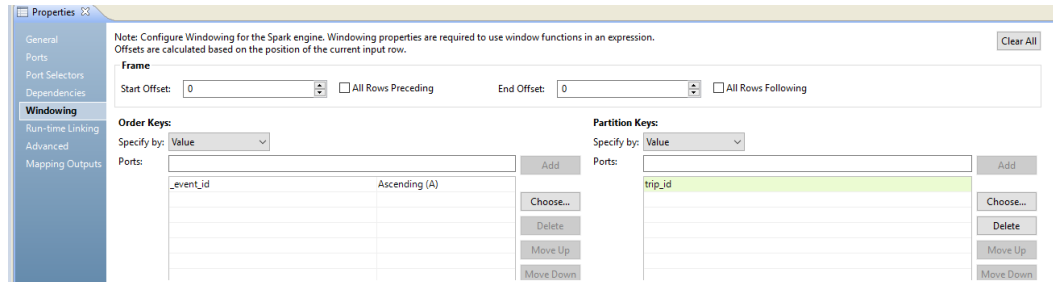 Properties
General
Ports
Port Selectors
Dependencies
Windowing
Run-time Linking
Advanced
Mapping Outputs
Note: Configure Windowing for the Spark engine. Windowing properties are required to use window functions in an expression.
Offsets are calculated based on the position of the current input row.
Clear All
Frame
Start Offset: 0 All Rows Preceding End Offset: 0 All Rows Following
Order Keys:
Specify by: Value
Ports: Add
_event_id Ascending (A)
Choose...
Delete
Move Up
Move Down
Partition Keys:
Specify by: Value
Ports: Add
trip_id
Choose...
Delete
Move Up
Move Down